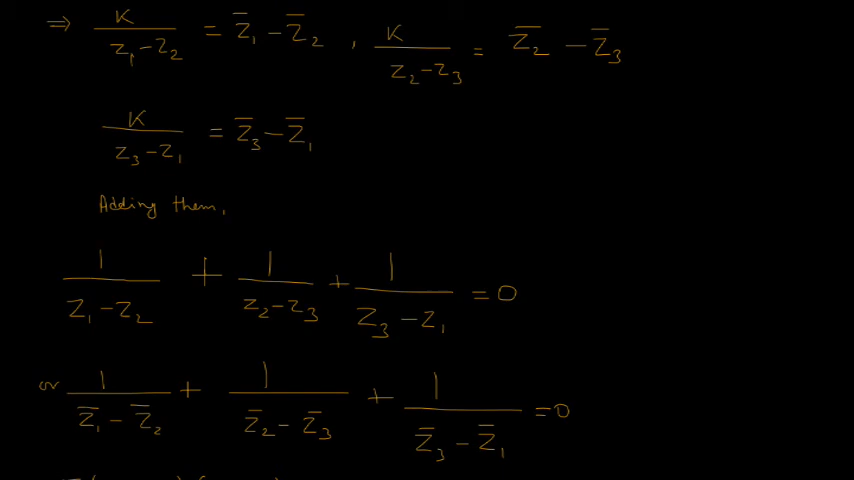 ⇒ K/(z₁ - z₂) = z̄₁ - z̄₂ , K/(z₂ - z₃) = z̄₂ - z̄₃
K/(z₃ - z₁) = z̄₃ - z̄₁
Adding them,
1/(z₁ - z₂) + 1/(z₂ - z₃) + 1/(z₃ - z₁) = 0
or 1/(z̄₁ - z̄₂) + 1/(z̄₂ - z̄₃) + 1/(z̄₃ - z̄₁) = 0